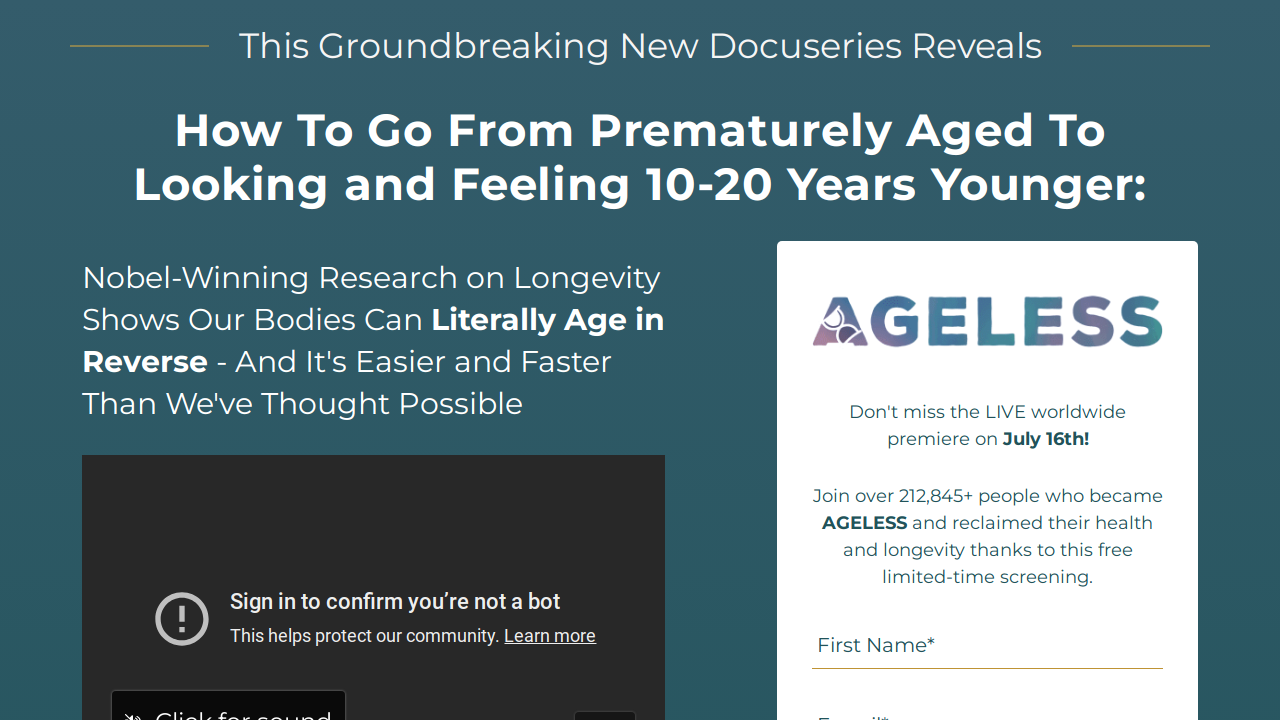 This Groundbreaking New Docuseries Reveals
How To Go From Prematurely Aged To
Looking and Feeling 10-20 Years Younger:
Nobel-Winning Research on Longevity
Shows Our Bodies Can Literally Age in
Reverse - And It's Easier and Faster
Than We've Thought Possible
Sign in to confirm you're not a bot
This helps protect our community. Learn more
Click for sound
AGELESS
Don't miss the LIVE worldwide
premiere on July 16th!
Join over 212,845+ people who became
AGELESS and reclaimed their health
and longevity thanks to this free
limited-time screening.
First Name*
Email*